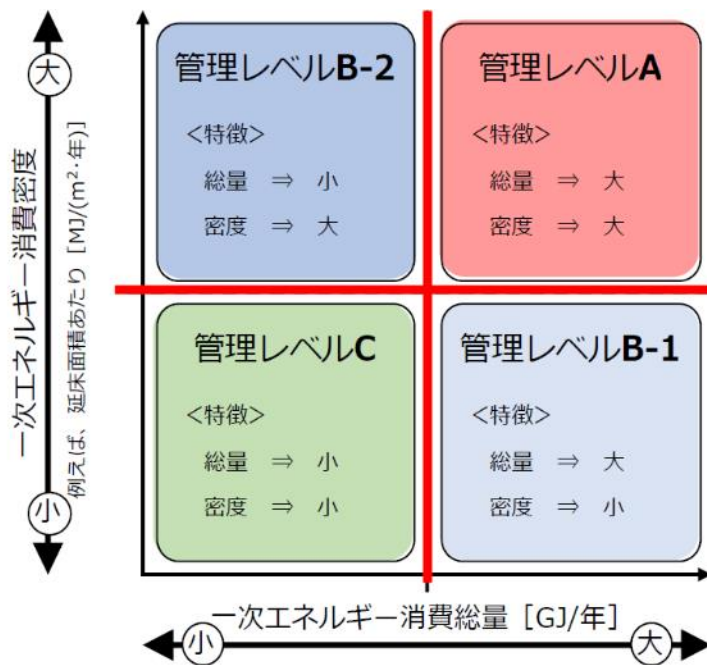 大
一次エネルギー消費密度
例えば、延床面積あたり［MJ/(m²·年)］
小
管理レベルB-2
＜特徴＞
総量 ⇒ 小
密度 ⇒ 大
管理レベルA
＜特徴＞
総量 ⇒ 大
密度 ⇒ 大
管理レベルC
＜特徴＞
総量 ⇒ 小
密度 ⇒ 小
管理レベルB-1
＜特徴＞
総量 ⇒ 大
密度 ⇒ 小
一次エネルギー消費総量［GJ/年］
小
大